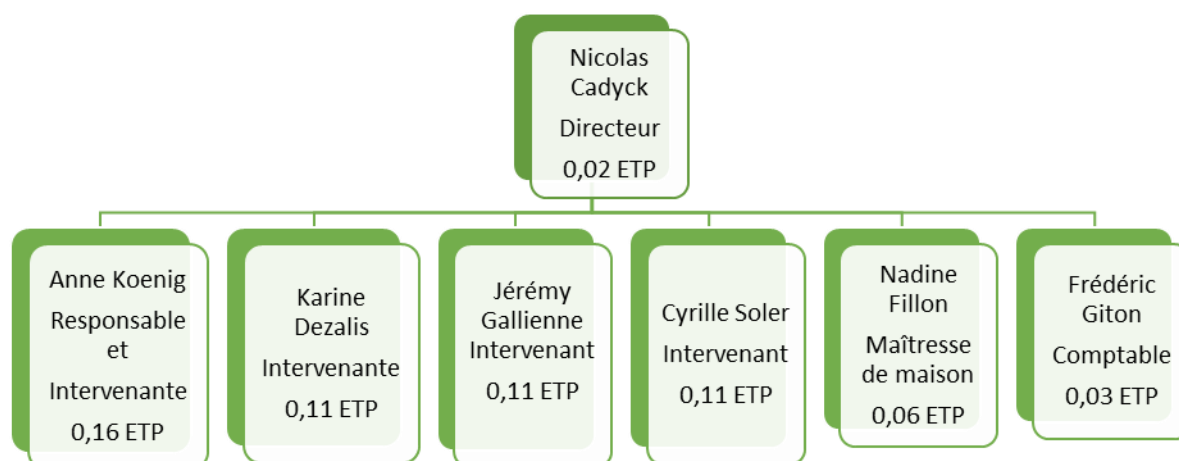 Nicolas
Cadyck
Directeur
0,02 ETP
Anne Koenig
Responsable
et
Intervenante
0,16 ETP
Karine
Dezalis
Intervenante
0,11 ETP
Jérémy
Gallienne
Intervenant
0,11 ETP
Cyrille Soler
Intervenant
0,11 ETP
Nadine
Fillon
Maîtresse
de maison
0,06 ETP
Frédéric
Giton
Comptable
0,03 ETP